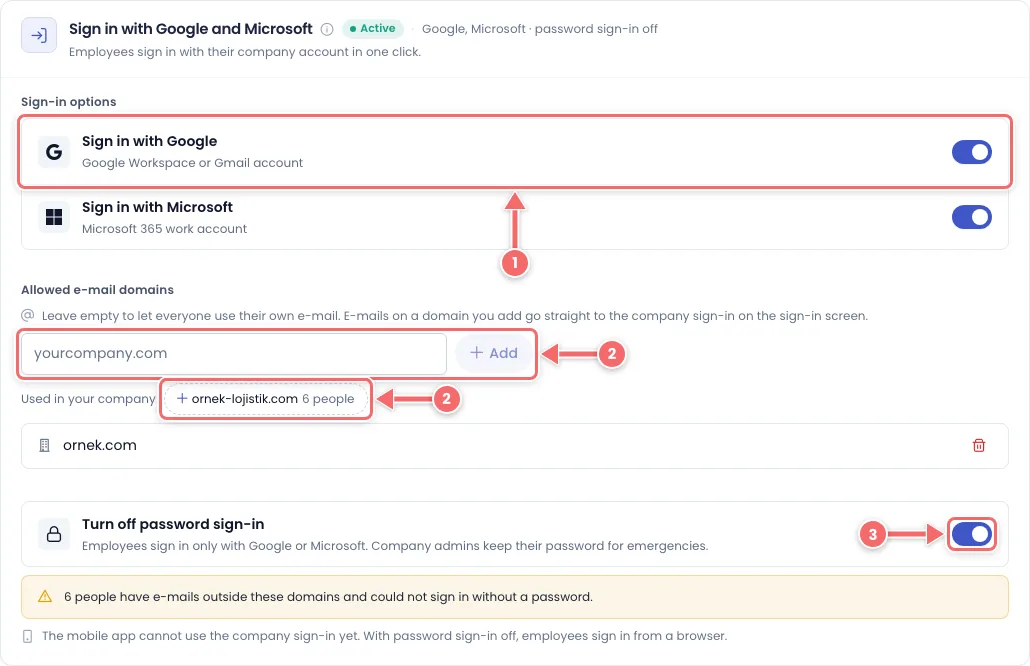 Sign in with Google and Microsoft Active · Google, Microsoft · password sign-in off
Employees sign in with their company account in one click.
Sign-in options
G Sign in with Google
Google Workspace or Gmail account
Sign in with Microsoft
Microsoft 365 work account
1
Allowed e-mail domains
@ Leave empty to let everyone use their own e-mail. E-mails on a domain you add go straight to the company sign-in on the sign-in screen.
yourcompany.com + Add 2
Used in your company + ornek-lojistik.com 6 people 2
ornek.com
Turn off password sign-in
3
Employees sign in only with Google or Microsoft. Company admins keep their password for emergencies.
6 people have e-mails outside these domains and could not sign in without a password.
The mobile app cannot use the company sign-in yet. With password sign-in off, employees sign in from a browser.